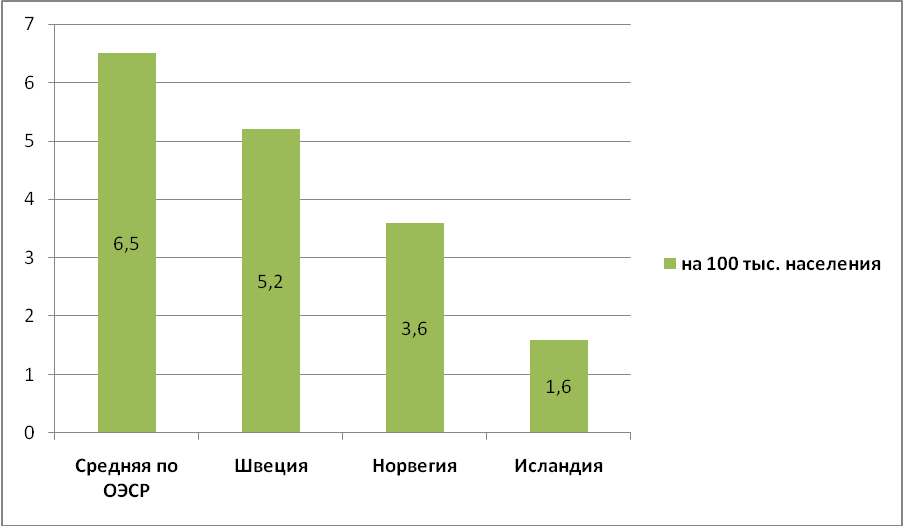 7
6
5
4
3
2
1
0
6,5
5,2
3,6
1,6
Средняя по
ОЭСР
Швеция
Норвегия
Исландия
на 100 тыс. населения